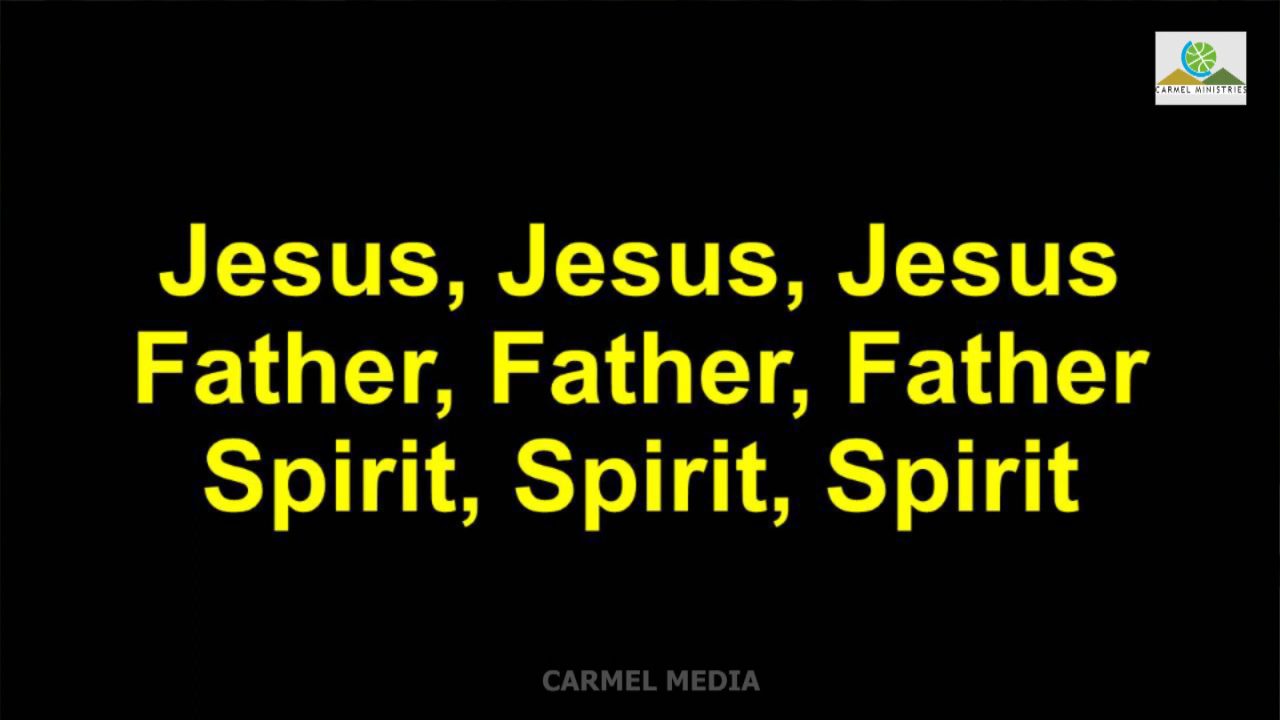 CARMEL MINISTRIES
Jesus, Jesus, Jesus
Father, Father, Father
Spirit, Spirit, Spirit
CARMEL MEDIA